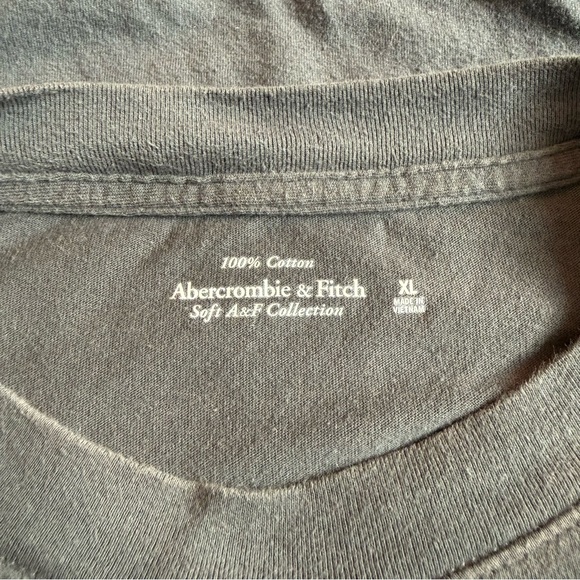 100% Cotton
Abercrombie & Fitch
Soft A&F Collection
XL
MADE IN
VIETNAM